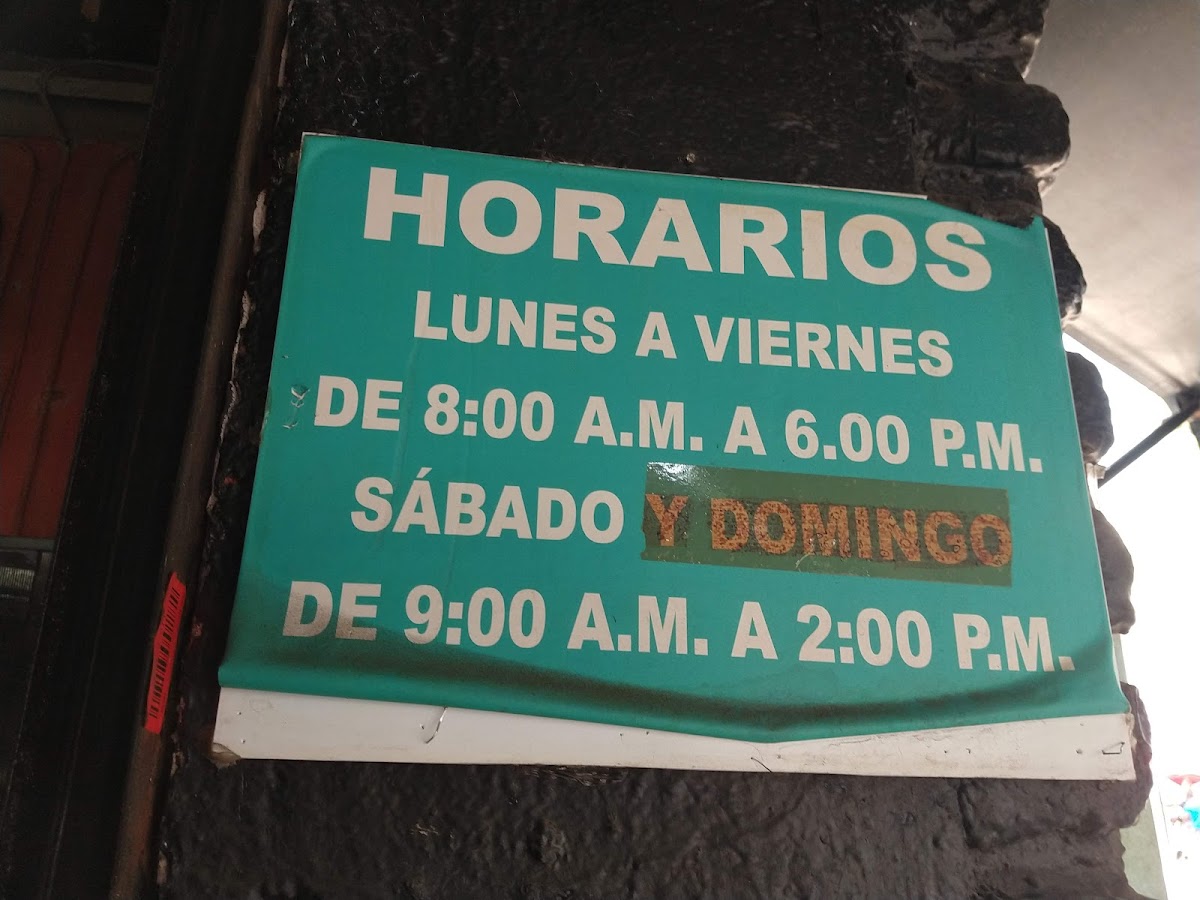 HORARIOS
LUNES A VIERNES
DE 8:00 A.M. A 6.00 P.M.
SÁBADO Y DOMINGO
DE 9:00 A.M. A 2:00 P.M.